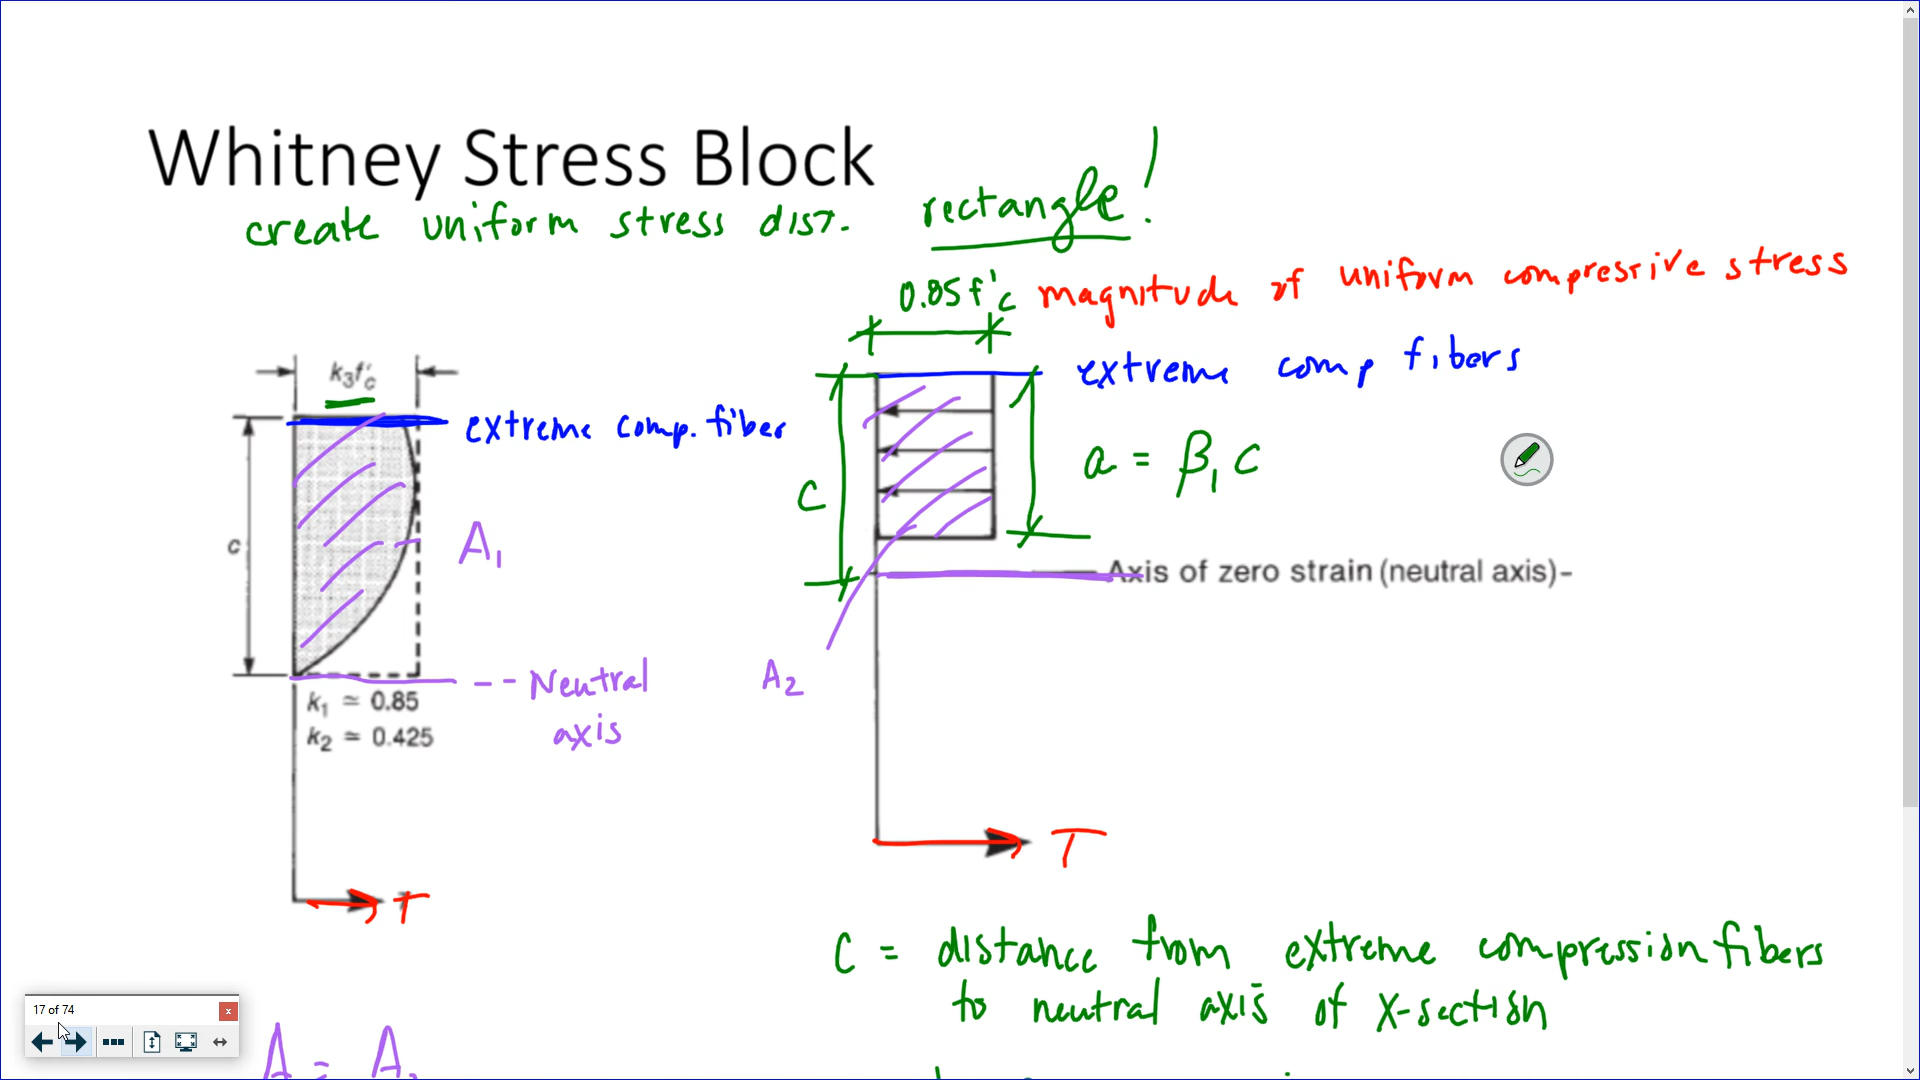 Whitney Stress Block
create uniform stress dist. rectangle!
0.85f'c magnitude of uniform compressive stress
k3f'c
extreme comp fibers
extreme comp. fiber
a = β1 c
c
c
A1
Axis of zero strain (neutral axis)-
-- Neutral
axis
A2
k1 ≃ 0.85
k2 ≃ 0.425
T
T
c = distance from extreme compression fibers
to neutral axis of x-section
17 of 74
x